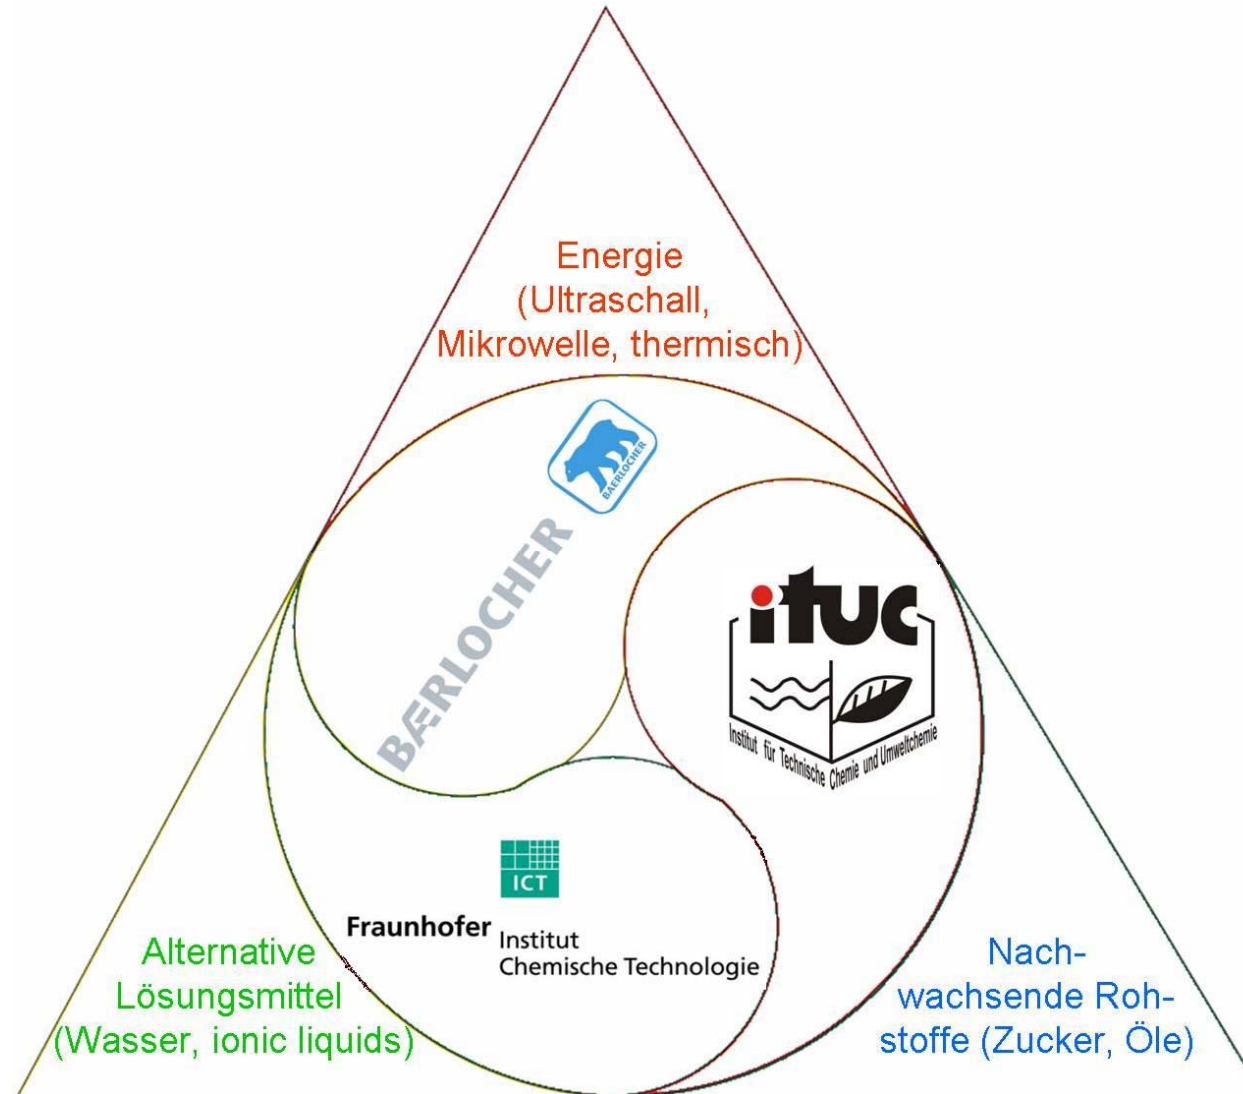 Energie
(Ultraschall,
Mikrowelle, thermisch)
BAERLOCHER
BÆRLOCHER
ituc
Institut für Technische Chemie und Umweltchemie
ICT
Fraunhofer
Institut
Chemische Technologie
Alternative
Lösungsmittel
(Wasser, ionic liquids)
Nach-
wachsende Roh-
stoffe (Zucker, Öle)